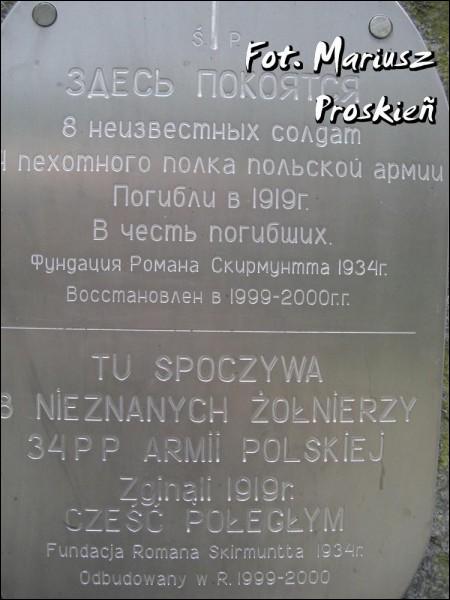 Ś. P.
Fot. Mariusz
Proskień
ЗДЕСЬ ПОКОЯТСЯ
8 неизвестных солдат
4 пехотного полка польской армии
Погибли в 1919г.
В честь погибших.
Фундация Романа Скирмунтта 1934г.
Восстановлен в 1999-2000г.г.
TU SPOCZYWA
8 NIEZNANYCH ŻOŁNIERZY
34 P P ARMII POLSKIEJ
Zginęli 1919r.
CZEŚĆ POLEGŁYM
Fundacja Romana Skirmuntta 1934r.
Odbudowany w R. 1999-2000